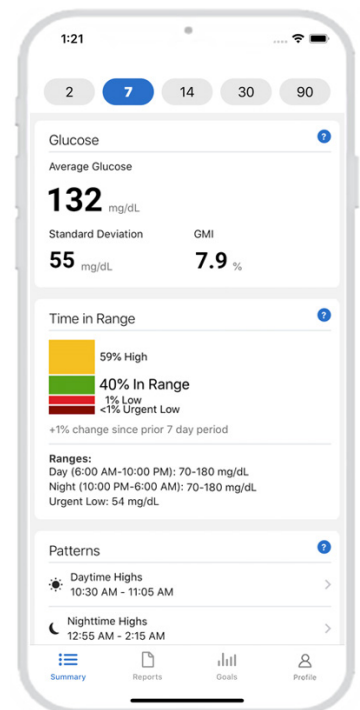 1:21
2 7 14 30 90
Glucose ?
Average Glucose
132 mg/dL
Standard Deviation GMI
55 mg/dL 7.9 %
Time in Range ?
59% High
40% In Range
1% Low
<1% Urgent Low
+1% change since prior 7 day period
Ranges:
Day (6:00 AM-10:00 PM): 70-180 mg/dL
Night (10:00 PM-6:00 AM): 70-180 mg/dL
Urgent Low: 54 mg/dL
Patterns ?
Daytime Highs
10:30 AM - 11:05 AM
Nighttime Highs
12:55 AM - 2:15 AM
Summary Reports Goals Profile